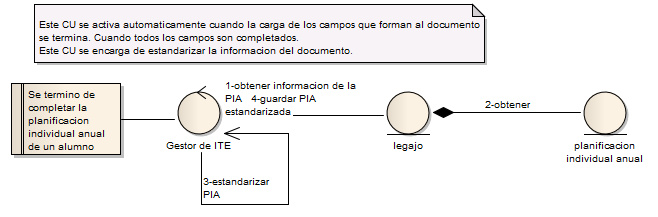 Este CU se activa automaticamente cuando la carga de los campos que forman al documento
se termina. Cuando todos los campos son completados.
Este CU se encarga de estandarizar la informacion del documento.
Se termino de
completar la
planificacion
individual anual
de un alumno
1-obtener informacion de la
PIA   4-guardar PIA
estandarizada
Gestor de ITE
3-estandarizar
PIA
legajo
2-obtener
planificacion
individual anual